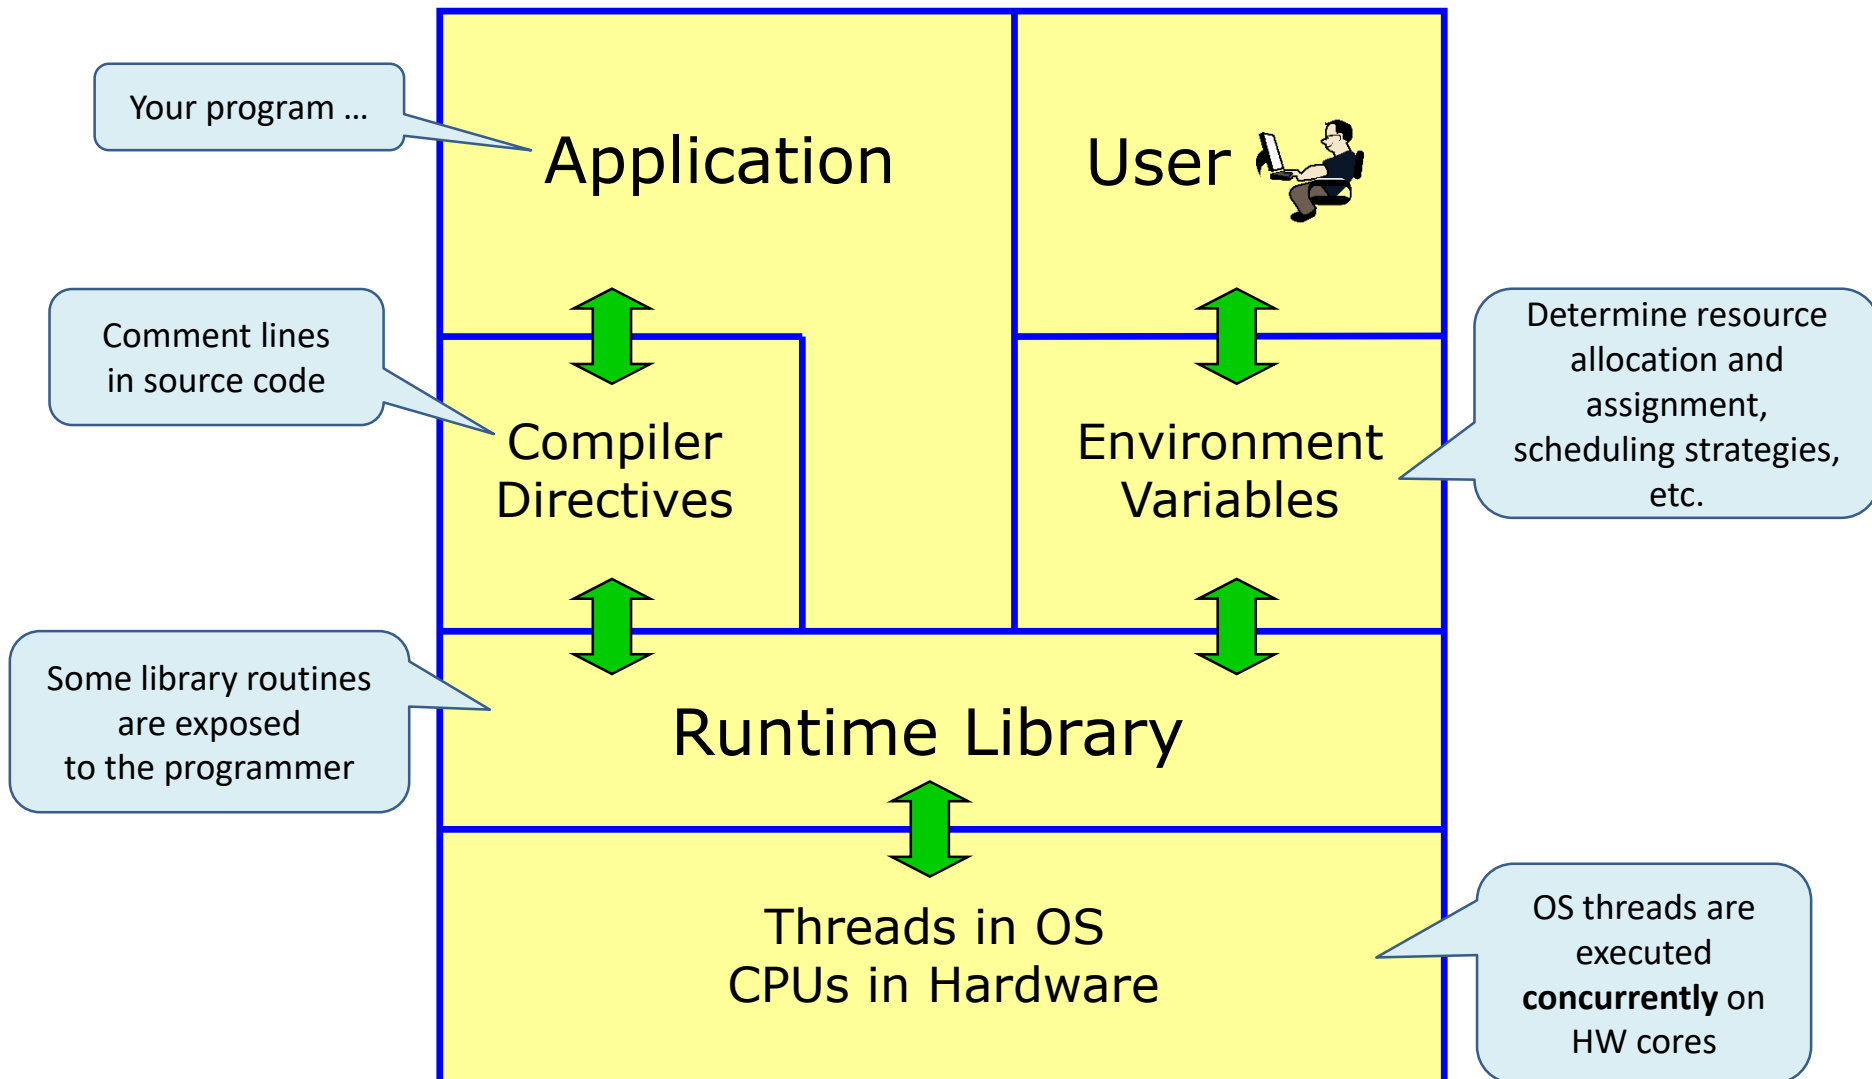 Your program …
Application
User
Comment lines
in source code
Compiler
Directives
Environment
Variables
Determine resource
allocation and
assignment,
scheduling strategies,
etc.
Some library routines
are exposed
to the programmer
Runtime Library
Threads in OS
CPUs in Hardware
OS threads are
executed
concurrently on
HW cores